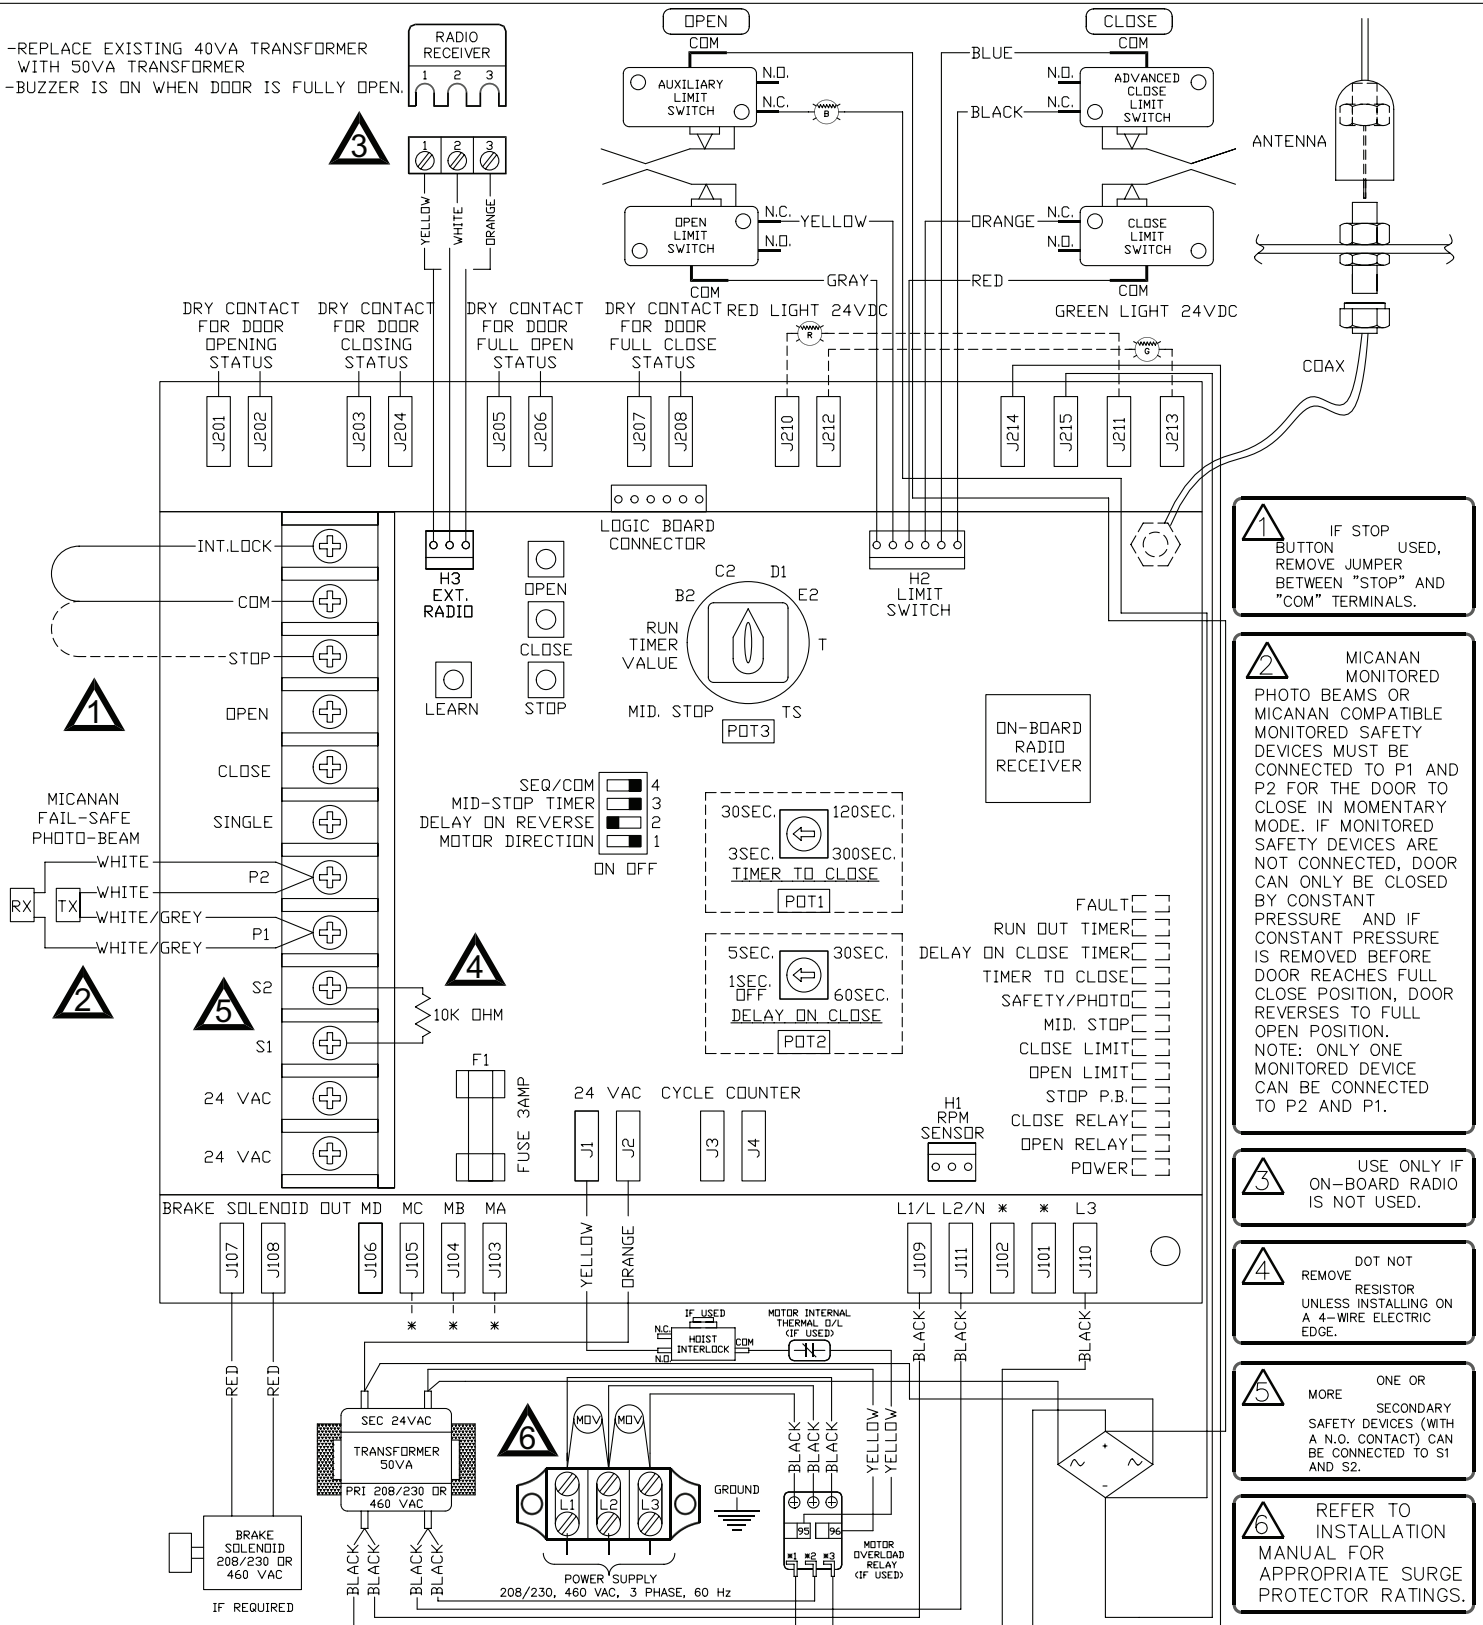 -REPLACE EXISTING 40VA TRANSFORMER
WITH 50VA TRANSFORMER
-BUZZER IS ON WHEN DOOR IS FULLY OPEN.
RADIO
RECEIVER
1 2 3
3
1 2 3
YELLOW
WHITE
ORANGE
OPEN
COM
AUXILIARY
LIMIT
SWITCH
N.O.
N.C.
B
OPEN
LIMIT
SWITCH
N.C.
N.O.
YELLOW
GRAY
COM
CLOSE
COM
BLUE
N.O.
ADVANCED
CLOSE
LIMIT
SWITCH
BLACK
N.C.
ORANGE
N.C.
N.O.
CLOSE
LIMIT
SWITCH
RED
COM
ANTENNA
COAX
DRY CONTACT
FOR DOOR
OPENING
STATUS
DRY CONTACT
FOR DOOR
CLOSING
STATUS
DRY CONTACT
FOR DOOR
FULL OPEN
STATUS
DRY CONTACT
FOR DOOR
FULL CLOSE
STATUS
RED LIGHT 24VDC
R
GREEN LIGHT 24VDC
G
J201
J202
J203
J204
J205
J206
J207
J208
J210
J212
J214
J215
J211
J213
LOGIC BOARD
CONNECTOR
INT.LOCK
COM
STOP
OPEN
CLOSE
SINGLE
P2
P1
S2
S1
24 VAC
24 VAC
1
MICANAN
FAIL-SAFE
PHOTO-BEAM
WHITE
WHITE
WHITE/GREY
WHITE/GREY
RX
TX
2
5
4
10K OHM
H3
EXT.
RADIO
OPEN
CLOSE
STOP
LEARN
C2 D1
B2 E2
RUN
TIMER
VALUE
T
MID. STOP
TS
POT3
H2
LIMIT
SWITCH
ON-BOARD
RADIO
RECEIVER
SEQ/COM 4
MID-STOP TIMER 3
DELAY ON REVERSE 2
MOTOR DIRECTION 1
ON OFF
30SEC. 120SEC.
3SEC. 300SEC.
TIMER TO CLOSE
POT1
5SEC. 30SEC.
1SEC.
OFF 60SEC.
DELAY ON CLOSE
POT2
FAULT
RUN OUT TIMER
DELAY ON CLOSE TIMER
TIMER TO CLOSE
SAFETY/PHOTO
MID. STOP
CLOSE LIMIT
OPEN LIMIT
STOP P.B.
CLOSE RELAY
OPEN RELAY
POWER
F1
FUSE 3AMP
24 VAC
J1
J2
CYCLE COUNTER
J3
J4
H1
RPM
SENSOR
BRAKE SOLENOID OUT MD MC MB MA
J107
J108
J106
J105
J104
J103
* * *
L1/L L2/N * * L3
J109
J111
J102
J101
J110
YELLOW
ORANGE
BLACK
BLACK
BLACK
RED
RED
IF USED
N.C.
N.O.
HOIST
INTERLOCK
COM
MOTOR INTERNAL
THERMAL O/L
(IF USED)
SEC 24VAC
TRANSFORMER
50VA
PRI 208/230 OR
460 VAC
BRAKE
SOLENOID
208/230 OR
460 VAC
IF REQUIRED
BLACK
BLACK
BLACK
BLACK
6
MOV
MOV
L1
L2
L3
GROUND
POWER SUPPLY
208/230, 460 VAC, 3 PHASE, 60 Hz
BLACK
BLACK
BLACK
YELLOW
YELLOW
95
96
*1 *2 *3
MOTOR
OVERLOAD
RELAY
(IF USED)
+
-
1
IF STOP
BUTTON USED,
REMOVE JUMPER
BETWEEN "STOP" AND
"COM" TERMINALS.
2
MICANAN
MONITORED
PHOTO BEAMS OR
MICANAN COMPATIBLE
MONITORED SAFETY
DEVICES MUST BE
CONNECTED TO P1 AND
P2 FOR THE DOOR TO
CLOSE IN MOMENTARY
MODE. IF MONITORED
SAFETY DEVICES ARE
NOT CONNECTED, DOOR
CAN ONLY BE CLOSED
BY CONSTANT
PRESSURE AND IF
CONSTANT PRESSURE
IS REMOVED BEFORE
DOOR REACHES FULL
CLOSE POSITION, DOOR
REVERSES TO FULL
OPEN POSITION.
NOTE: ONLY ONE
MONITORED DEVICE
CAN BE CONNECTED
TO P2 AND P1.
3
USE ONLY IF
ON-BOARD RADIO
IS NOT USED.
4
DOT NOT
REMOVE
RESISTOR
UNLESS INSTALLING ON
A 4-WIRE ELECTRIC
EDGE.
5
ONE OR
MORE
SECONDARY
SAFETY DEVICES (WITH
A N.O. CONTACT) CAN
BE CONNECTED TO S1
AND S2.
6
REFER TO
INSTALLATION
MANUAL FOR
APPROPRIATE SURGE
PROTECTOR RATINGS.